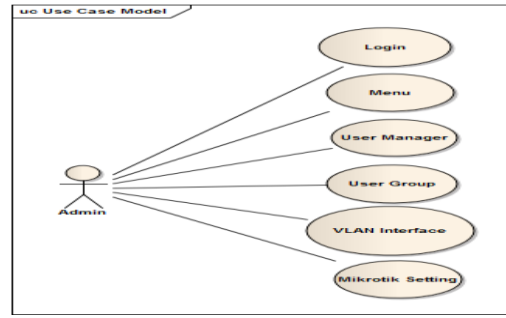 uc Use Case Model
Login
Menu
User Manager
User Group
VLAN Interface
Mikrotik Setting
Admin